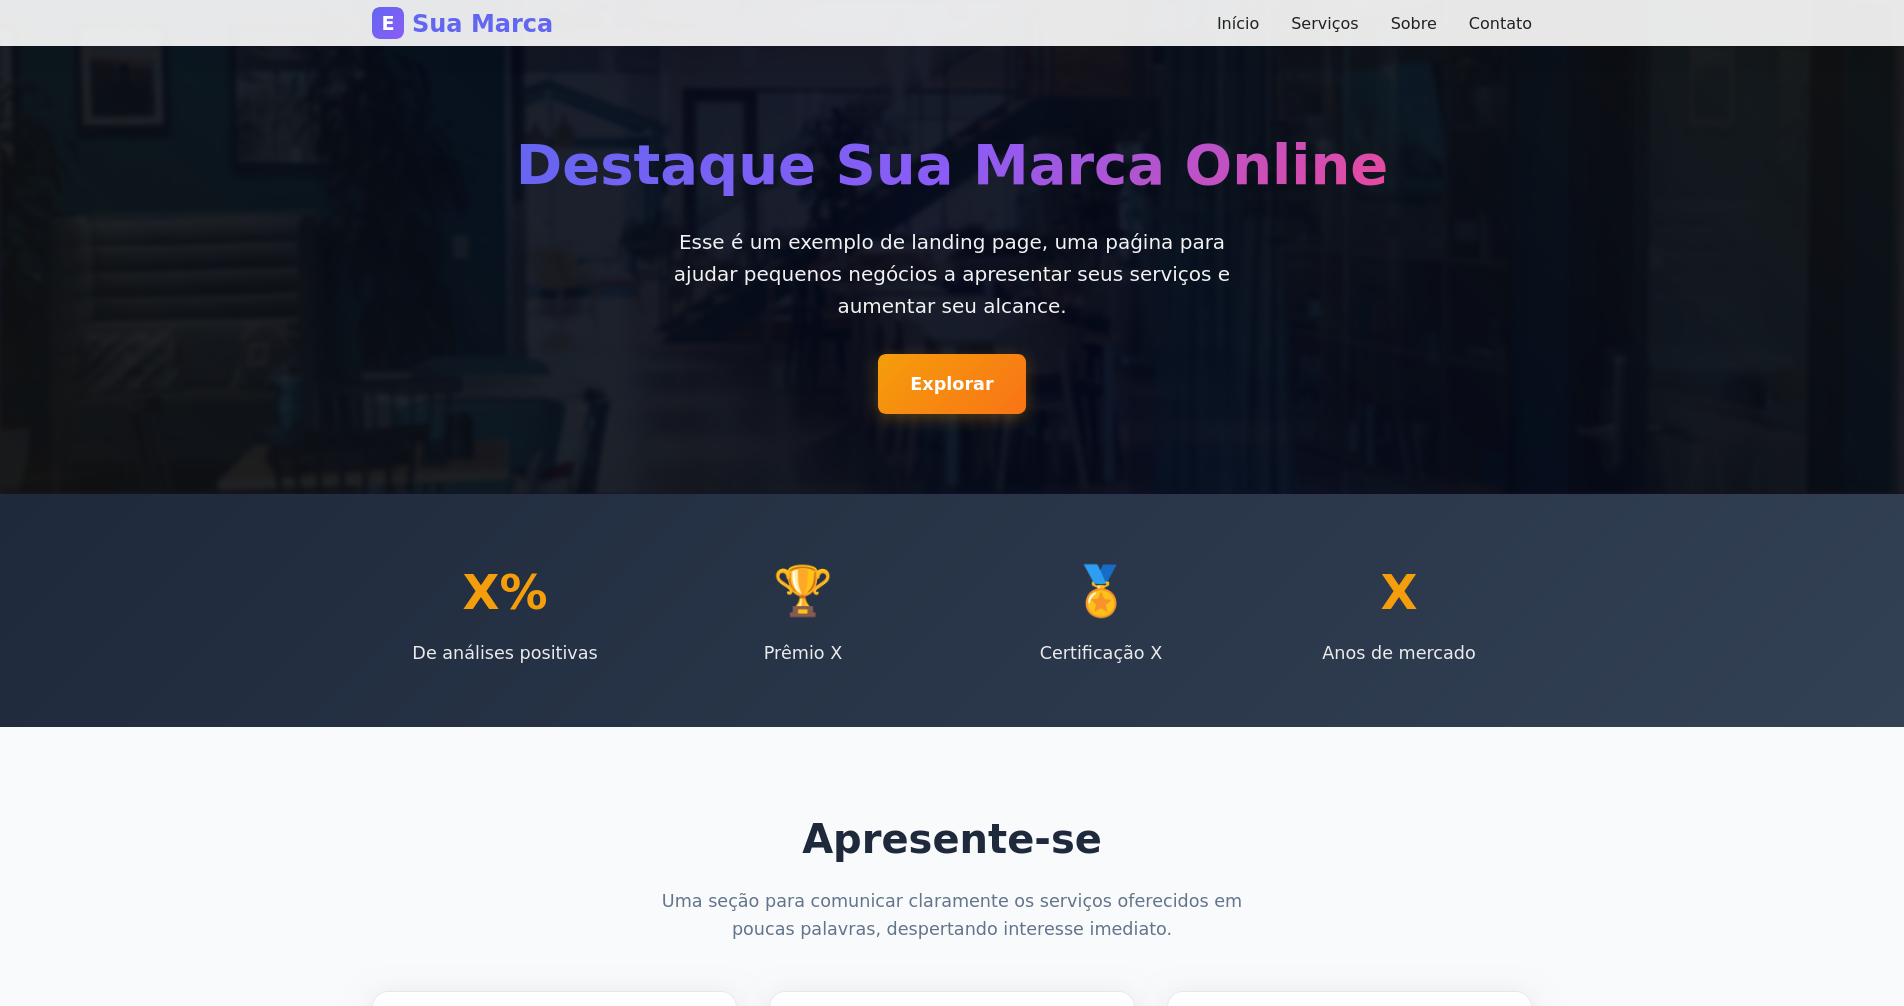 E Sua Marca
Início Serviços Sobre Contato
Destaque Sua Marca Online
Esse é um exemplo de landing page, uma paǵina para
ajudar pequenos negócios a apresentar seus serviços e
aumentar seu alcance.
Explorar
X%
De análises positivas
Prêmio X
Certificação X
X
Anos de mercado
Apresente-se
Uma seção para comunicar claramente os serviços oferecidos em
poucas palavras, despertando interesse imediato.